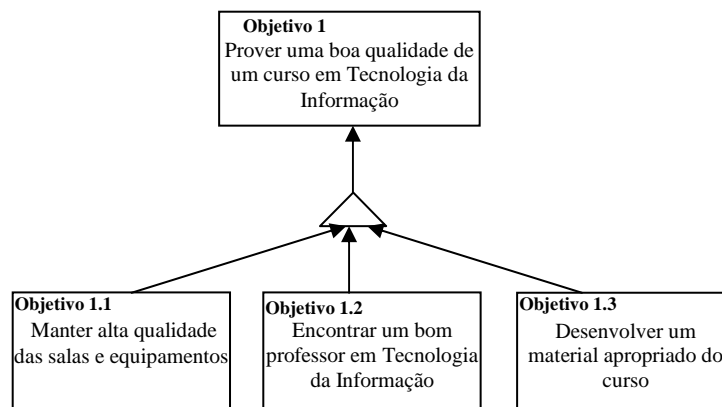 Objetivo 1
Prover uma boa qualidade de
um curso em Tecnologia da
Informação
Objetivo 1.1
Manter alta qualidade
das salas e equipamentos
Objetivo 1.2
Encontrar um bom
professor em Tecnologia
da Informação
Objetivo 1.3
Desenvolver um
material apropriado do
curso